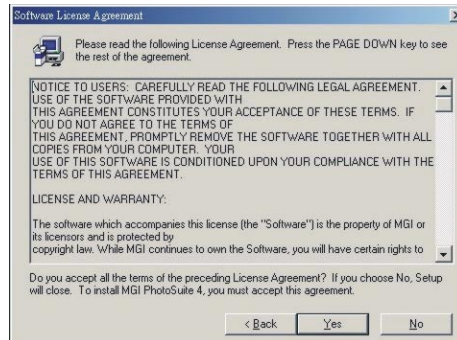 Software License Agreement
Please read the following License Agreement. Press the PAGE DOWN key to see
the rest of the agreement.
NOTICE TO USERS: CAREFULLY READ THE FOLLOWING LEGAL AGREEMENT.
USE OF THE SOFTWARE PROVIDED WITH
THIS AGREEMENT CONSTITUTES YOUR ACCEPTANCE OF THESE TERMS. IF
YOU DO NOT AGREE TO THE TERMS OF
THIS AGREEMENT, PROMPTLY REMOVE THE SOFTWARE TOGETHER WITH ALL
COPIES FROM YOUR COMPUTER. YOUR
USE OF THIS SOFTWARE IS CONDITIONED UPON YOUR COMPLIANCE WITH THE
TERMS OF THIS AGREEMENT.
LICENSE AND WARRANTY:
The software which accompanies this license (the "Software") is the property of MGI or
its licensors and is protected by
copyright law. While MGI continues to own the Software, you will have certain rights to
Do you accept all the terms of the preceding License Agreement? If you choose No, Setup
will close. To install MGI PhotoSuite 4, you must accept this agreement.
< Back Yes No